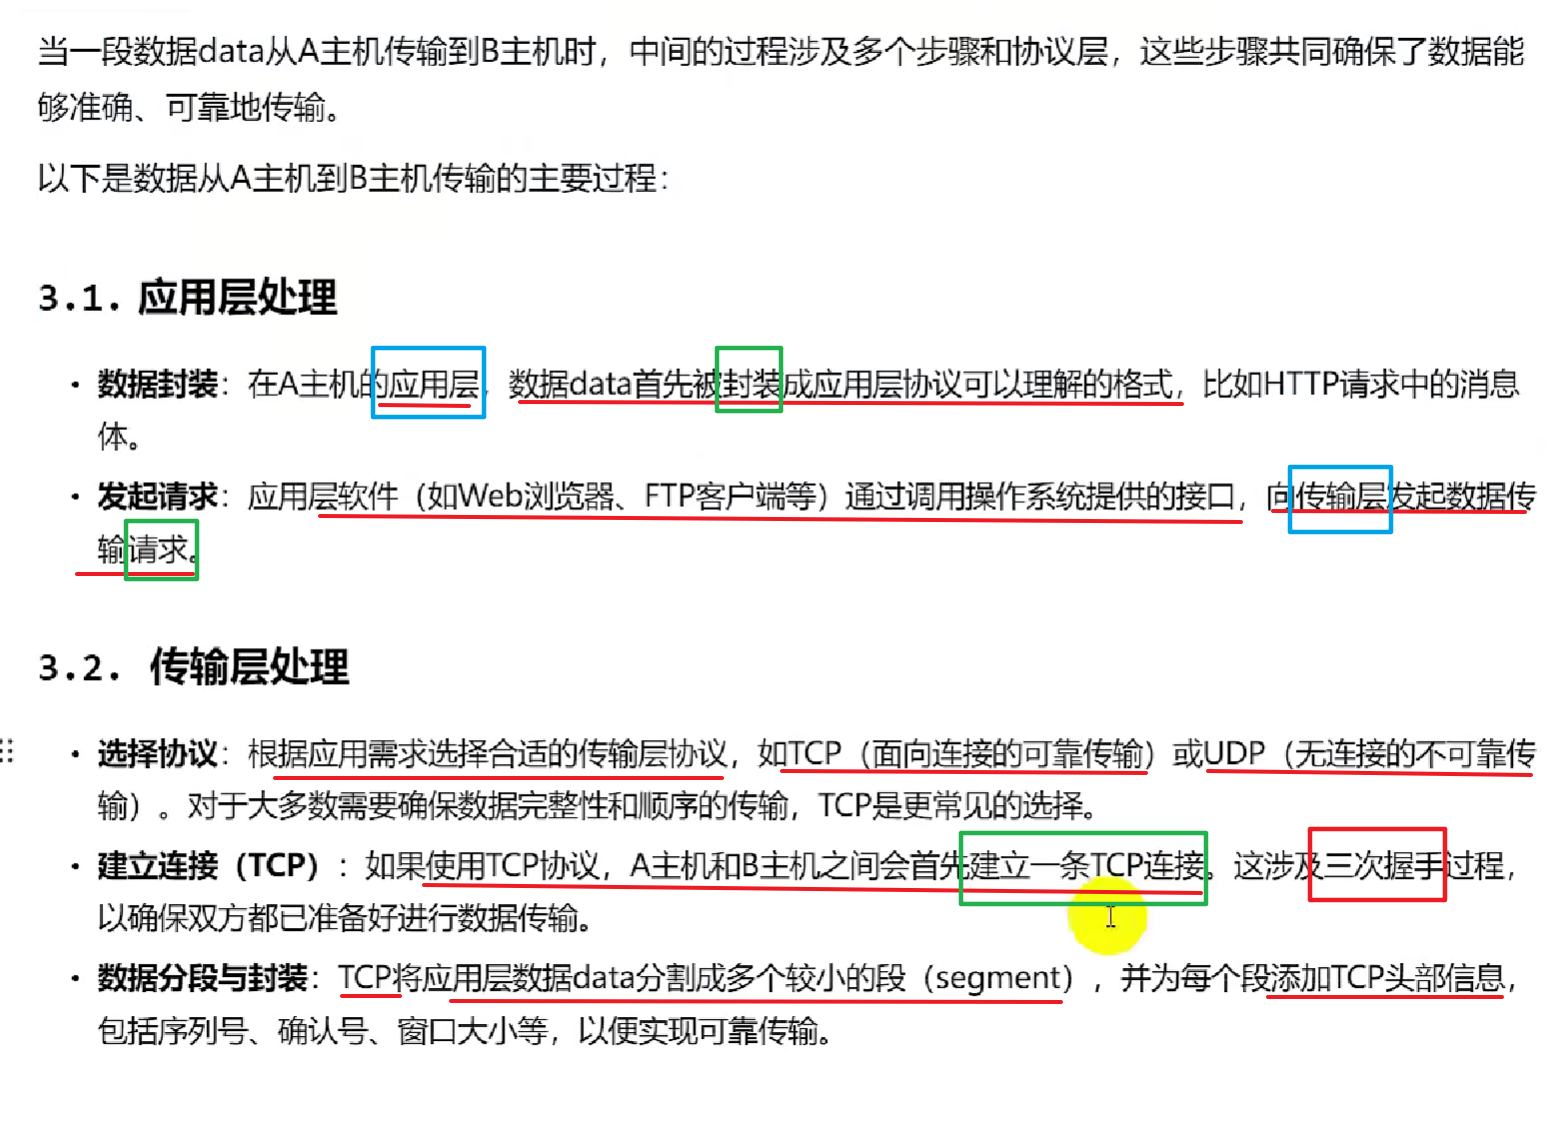 当一段数据data从A主机传输到B主机时，中间的过程涉及多个步骤和协议层，这些步骤共同确保了数据能
够准确、可靠地传输。
以下是数据从A主机到B主机传输的主要过程：
3.1. 应用层处理
• 数据封装：在A主机的应用层，数据data首先被封装成应用层协议可以理解的格式，比如HTTP请求中的消息
体。
• 发起请求：应用层软件（如Web浏览器、FTP客户端等）通过调用操作系统提供的接口，向传输层发起数据传
输请求。
3.2. 传输层处理
• 选择协议：根据应用需求选择合适的传输层协议，如TCP（面向连接的可靠传输）或UDP（无连接的不可靠传
输）。对于大多数需要确保数据完整性和顺序的传输，TCP是更常见的选择。
• 建立连接（TCP）：如果使用TCP协议，A主机和B主机之间会首先建立一条TCP连接。这涉及三次握手过程，
以确保双方都已准备好进行数据传输。
• 数据分段与封装：TCP将应用层数据data分割成多个较小的段（segment），并为每个段添加TCP头部信息，
包括序列号、确认号、窗口大小等，以便实现可靠传输。